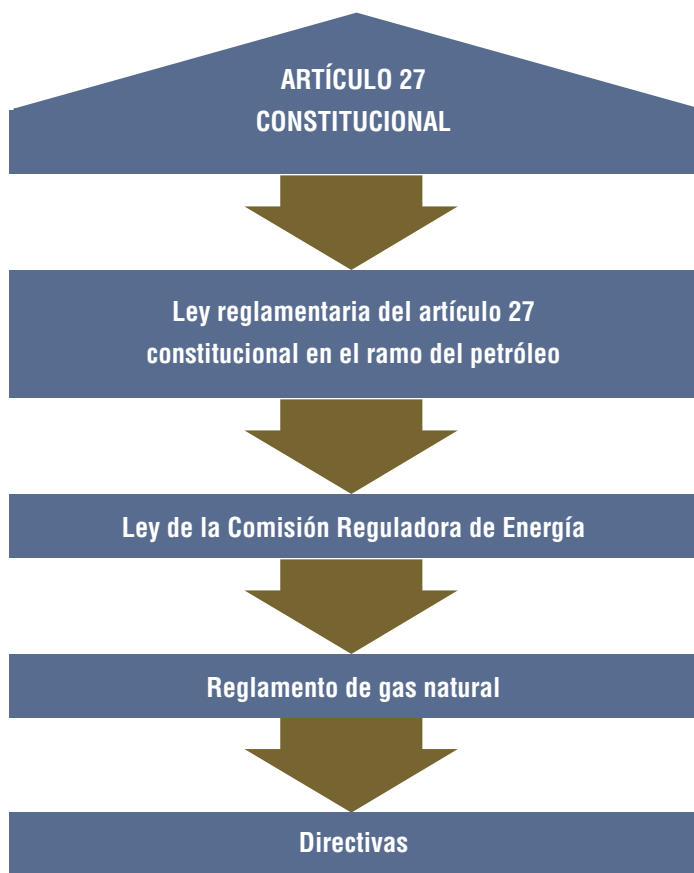 ARTÍCULO 27
CONSTITUCIONAL
Ley reglamentaria del artículo 27
constitucional en el ramo del petróleo
Ley de la Comisión Reguladora de Energía
Reglamento de gas natural
Directivas